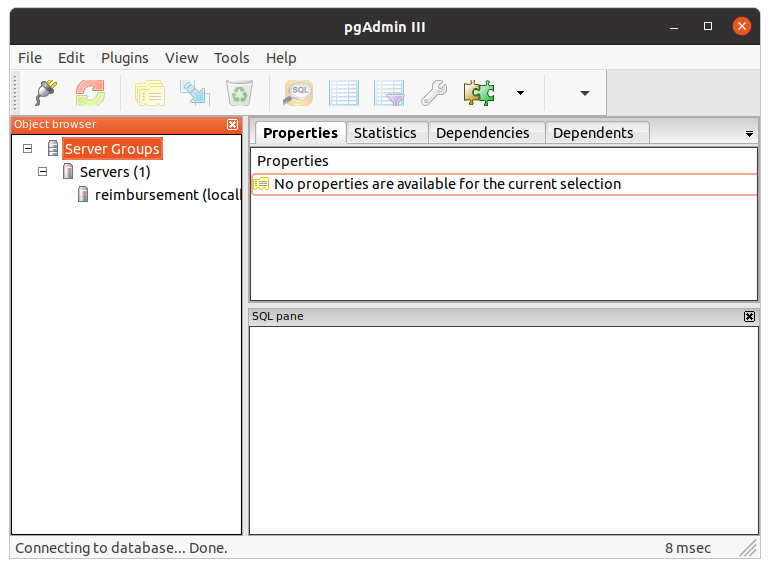 pgAdmin III
File Edit Plugins View Tools Help
SQL
Object browser
Server Groups
Servers (1)
reimbursement (locall
Properties Statistics Dependencies Dependents
Properties
No properties are available for the current selection
SQL pane
Connecting to database... Done. 8 msec